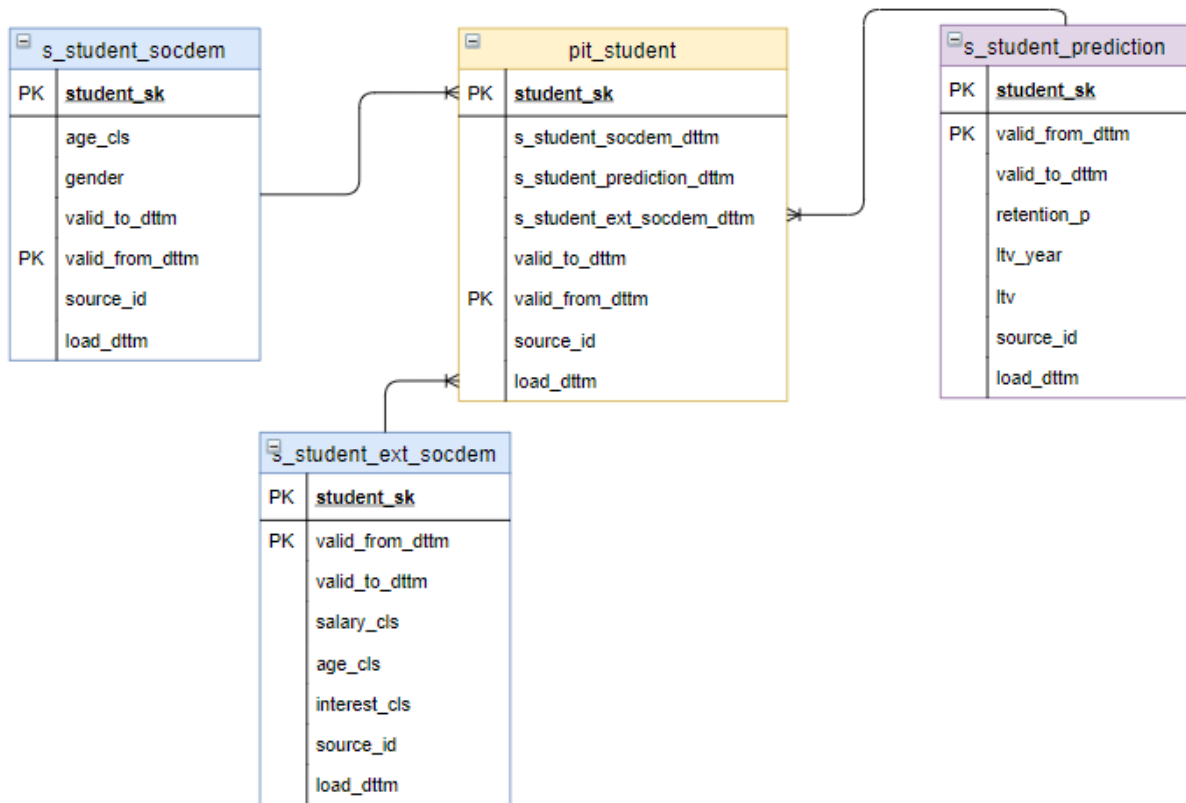 s_student_socdem
PK student_sk
age_cls
gender
valid_to_dttm
PK valid_from_dttm
source_id
load_dttm
pit_student
PK student_sk
s_student_socdem_dttm
s_student_prediction_dttm
s_student_ext_socdem_dttm
valid_to_dttm
PK valid_from_dttm
source_id
load_dttm
s_student_prediction
PK student_sk
PK valid_from_dttm
valid_to_dttm
retention_p
ltv_year
ltv
source_id
load_dttm
s_student_ext_socdem
PK student_sk
PK valid_from_dttm
valid_to_dttm
salary_cls
age_cls
interest_cls
source_id
load_dttm